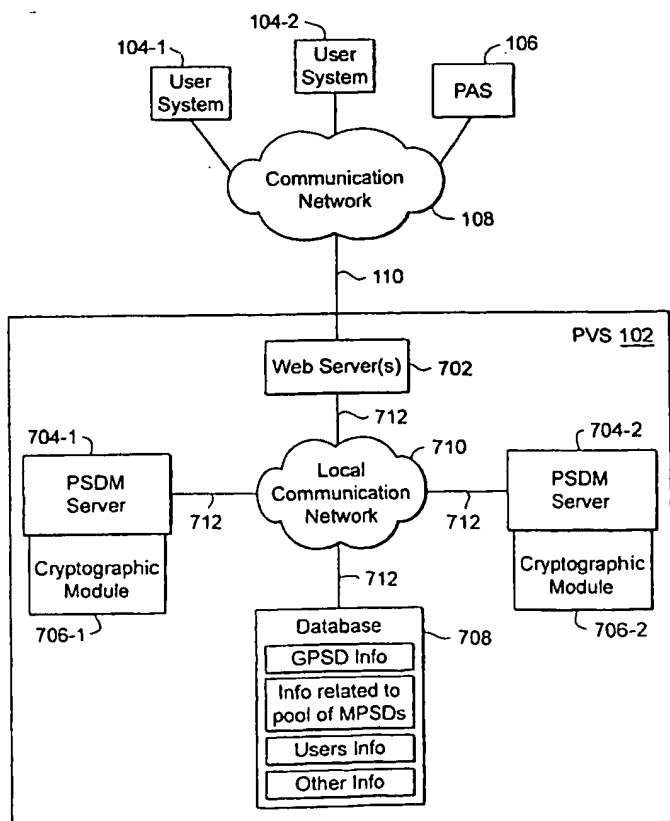 104-1
104-2
106
User
System
User
System
PAS
Communication
Network
108
110
PVS 102
Web Server(s)
702
712
704-1
710
704-2
PSDM
Server
Local
Communication
Network
PSDM
Server
712
712
Cryptographic
Module
712
Cryptographic
Module
706-1
706-2
Database
708
GPSD Info
Info related to
pool of MPSDs
Users Info
Other Info